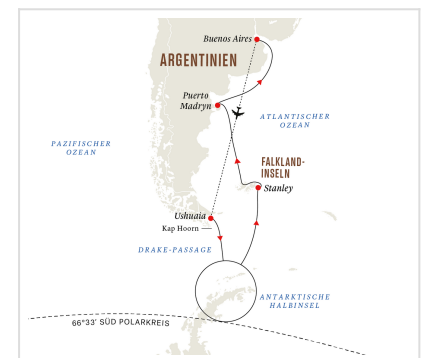 Buenos Aires
ARGENTINIEN
Puerto
Madryn
ATLANTISCHER
OZEAN
PAZIFISCHER
OZEAN
FALKLAND-
INSELN
Stanley
Ushuaia
Kap Hoorn
DRAKE-PASSAGE
ANTARKTISCHE
HALBINSEL
66°33' SÜD POLARKREIS